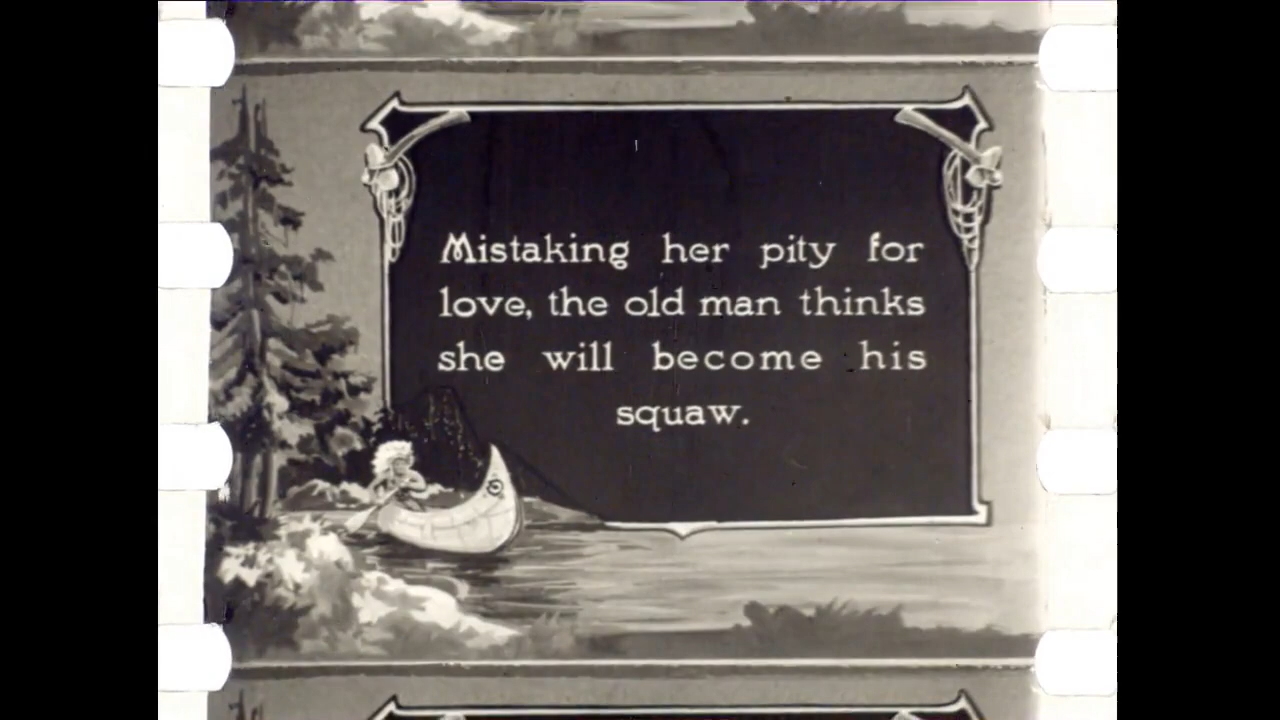 Mistaking her pity for
love, the old man thinks
she will become his
squaw.